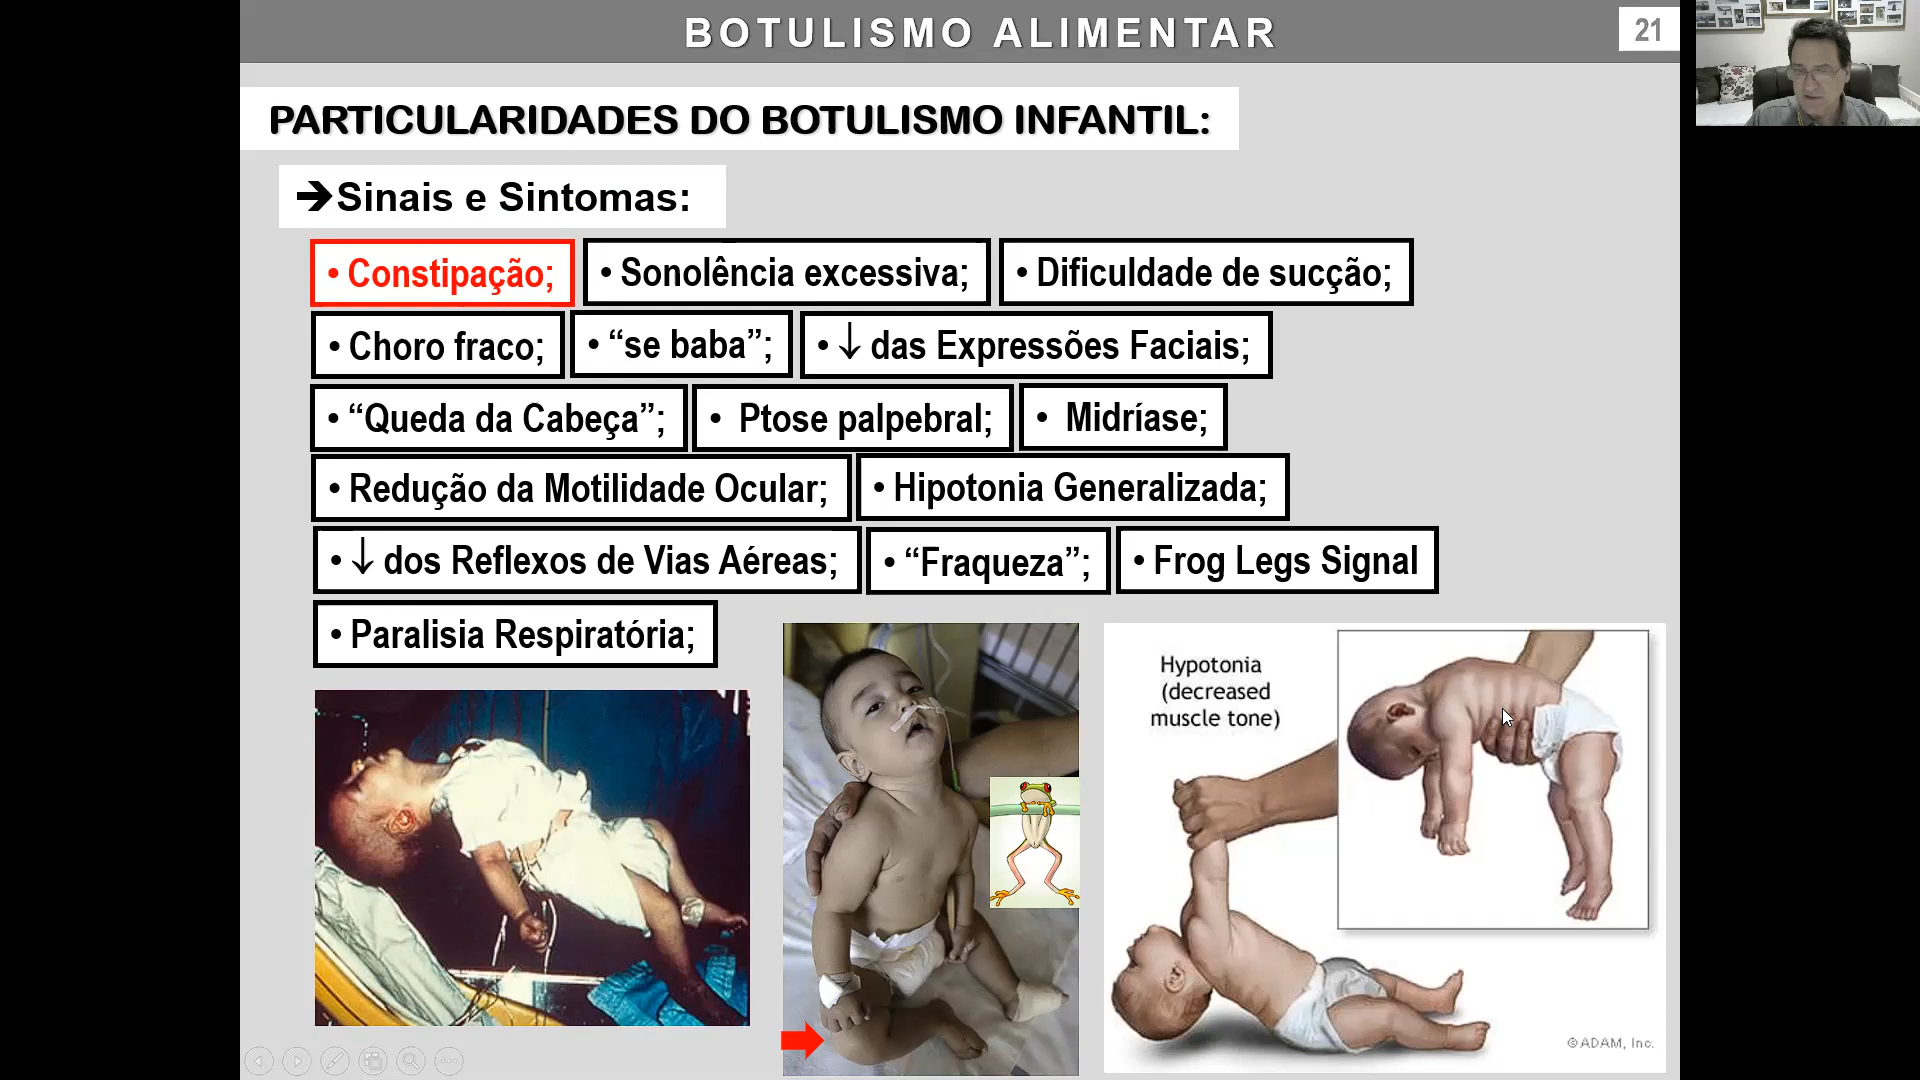 BOTULISMO ALIMENTAR
21
PARTICULARIDADES DO BOTULISMO INFANTIL:
➔Sinais e Sintomas:
• Constipação; • Sonolência excessiva; • Dificuldade de sucção;
• Choro fraco; • “se baba”; • ↓ das Expressões Faciais;
• “Queda da Cabeça”; • Ptose palpebral; • Midríase;
• Redução da Motilidade Ocular; • Hipotonia Generalizada;
• ↓ dos Reflexos de Vias Aéreas; • “Fraqueza”; • Frog Legs Signal
• Paralisia Respiratória;
Hypotonia
(decreased
muscle tone)
©ADAM, Inc.